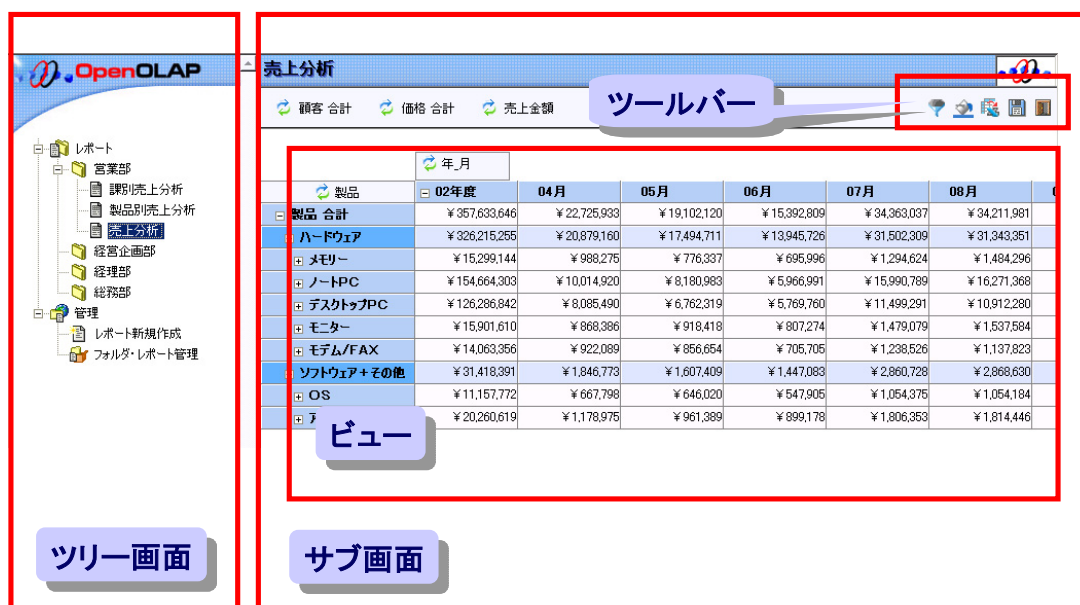 OpenOLAP
レポート
営業部
課別売上分析
製品別売上分析
売上分析
経営企画部
経理部
総務部
管理
レポート新規作成
フォルダ・レポート管理
ツリー画面
売上分析
顧客 合計 価格 合計 売上金額
ツールバー
年_月
製品 02年度 04月 05月 06月 07月 08月
製品 合計 ¥357,633,646 ¥22,725,933 ¥19,102,120 ¥15,392,809 ¥34,363,037 ¥34,211,981
ハードウェア ¥326,215,255 ¥20,879,160 ¥17,494,711 ¥13,945,726 ¥31,502,309 ¥31,343,351
メモリー ¥15,299,144 ¥988,275 ¥776,337 ¥695,996 ¥1,294,624 ¥1,484,296
ノートPC ¥154,664,303 ¥10,014,920 ¥8,180,983 ¥5,966,991 ¥15,990,789 ¥16,271,368
デスクトップPC ¥126,286,842 ¥8,085,490 ¥6,762,319 ¥5,769,760 ¥11,499,291 ¥10,912,280
モニター ¥15,901,610 ¥868,386 ¥918,418 ¥807,274 ¥1,479,079 ¥1,537,584
モデム/FAX ¥14,063,356 ¥922,089 ¥856,654 ¥705,705 ¥1,238,526 ¥1,137,823
ソフトウェア+その他 ¥31,418,391 ¥1,846,773 ¥1,607,409 ¥1,447,083 ¥2,860,728 ¥2,868,630
OS ¥11,157,772 ¥667,798 ¥646,020 ¥547,905 ¥1,054,375 ¥1,054,184
¥20,260,619 ¥1,178,975 ¥961,389 ¥899,178 ¥1,806,353 ¥1,814,446
ビュー
サブ画面